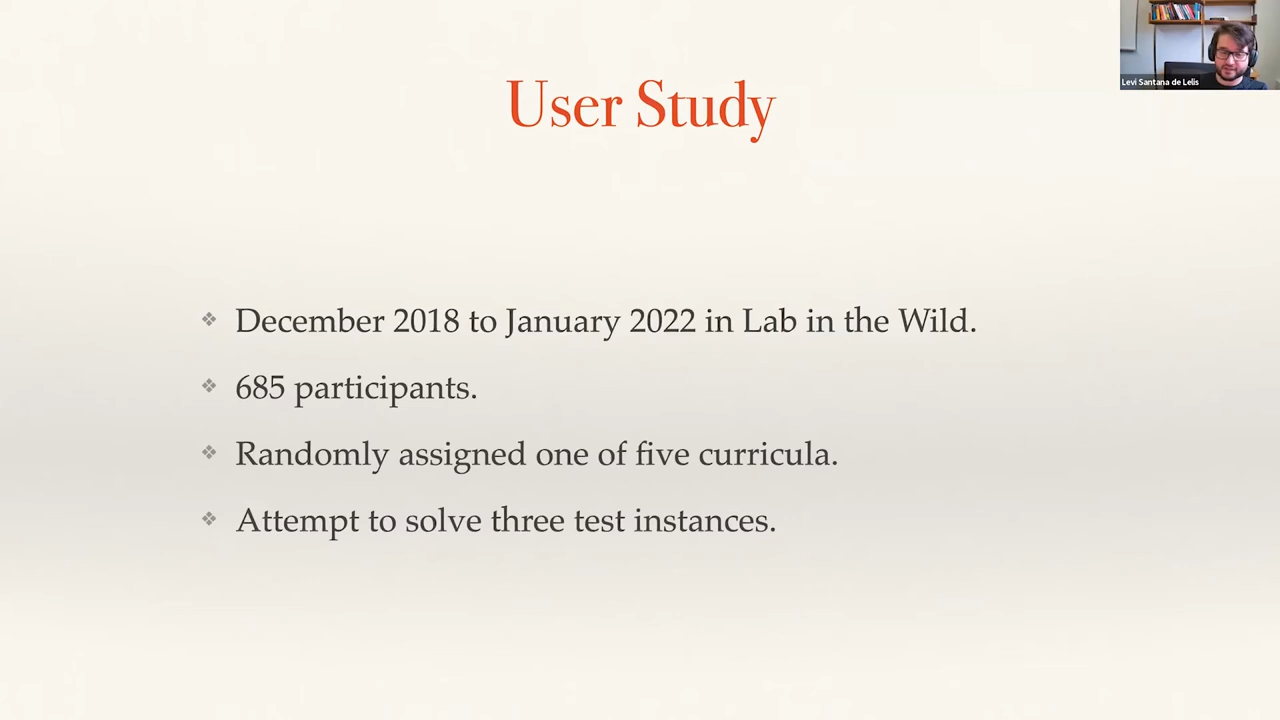 User Study
Levi Santana de Lelis
December 2018 to January 2022 in Lab in the Wild.
685 participants.
Randomly assigned one of five curricula.
Attempt to solve three test instances.